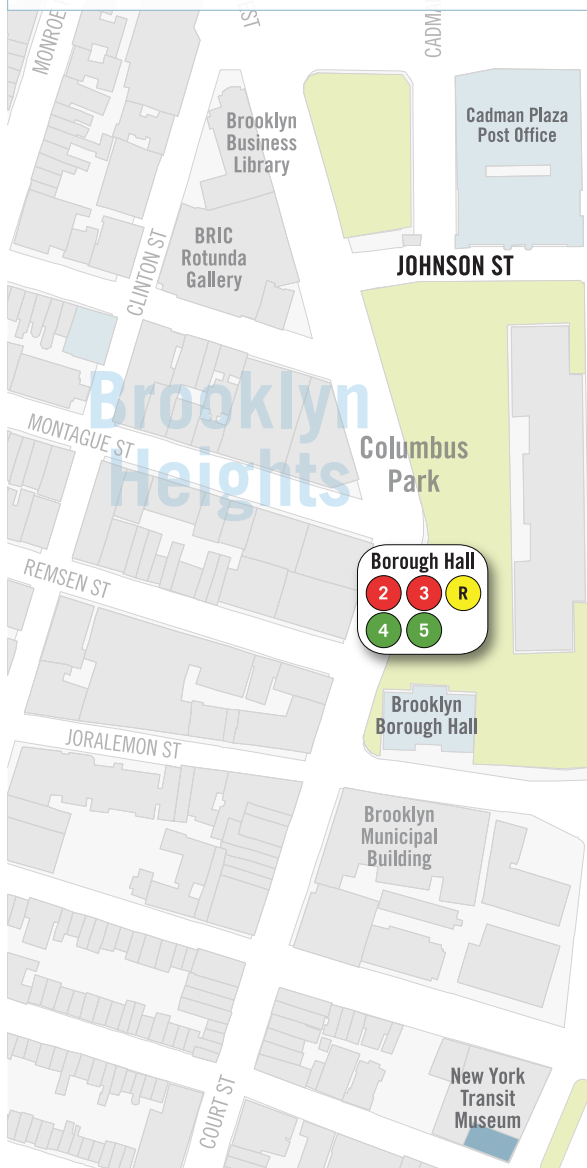 MONROE
ST
CADMA
Brooklyn
Business
Library
Cadman Plaza
Post Office
BRIC
Rotunda
Gallery
CLINTON ST
JOHNSON ST
Brooklyn
Heights
MONTAGUE ST
Columbus
Park
REMSEN ST
Borough Hall
2 3 R
4 5
Brooklyn
Borough Hall
JORALEMON ST
Brooklyn
Municipal
Building
New York
Transit
Museum
COURT ST